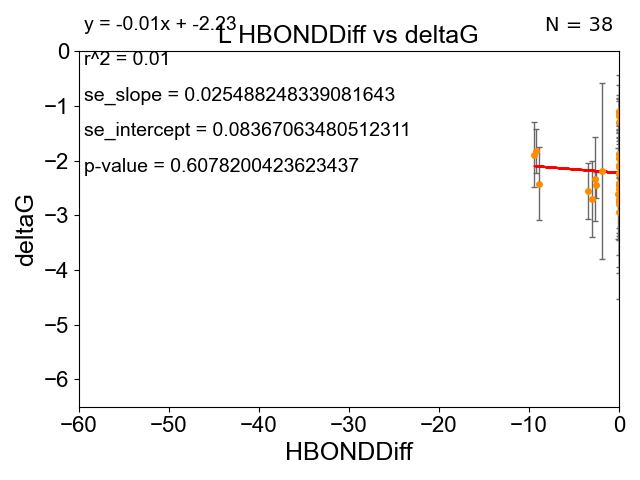 y = -0.01x + -2.23
N = 38
L HBONDDiff vs deltaG
r^2 = 0.01
se_slope = 0.025488248339081643
se_intercept = 0.08367063480512311
p-value = 0.6078200423623437
0
−1
−2
−3
−4
−5
−6
deltaG
−60 −50 −40 −30 −20 −10 0
HBONDDiff